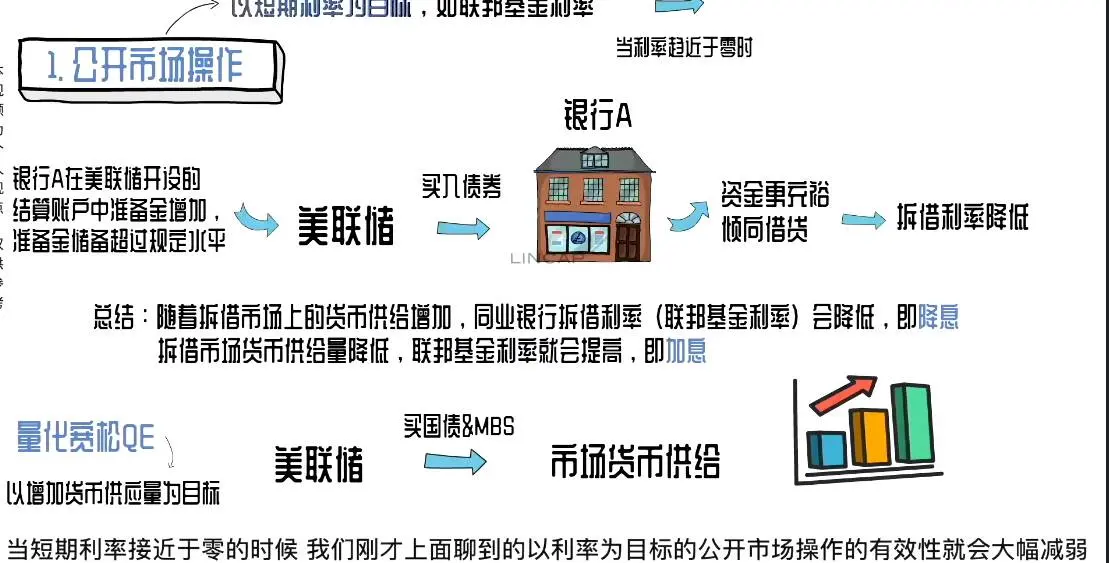 以短期利率为目标，如联邦基金利率
当利率趋近于零时
1. 公开市场操作
银行A
银行A在美联储开设的
结算账户中准备金增加，
准备金储备超过规定水平
美联储
买入债券
资金更充裕
倾向借贷
拆借利率降低
LINCAP
总结：随着拆借市场上的货币供给增加，同业银行拆借利率（联邦基金利率）会降低，即降息
拆借市场货币供给量降低，联邦基金利率就会提高，即加息
量化宽松QE
以增加货币供应量为目标
美联储
买国债&MBS
市场货币供给
当短期利率接近于零的时候 我们刚才上面聊到的以利率为目标的公开市场操作的有效性就会大幅减弱